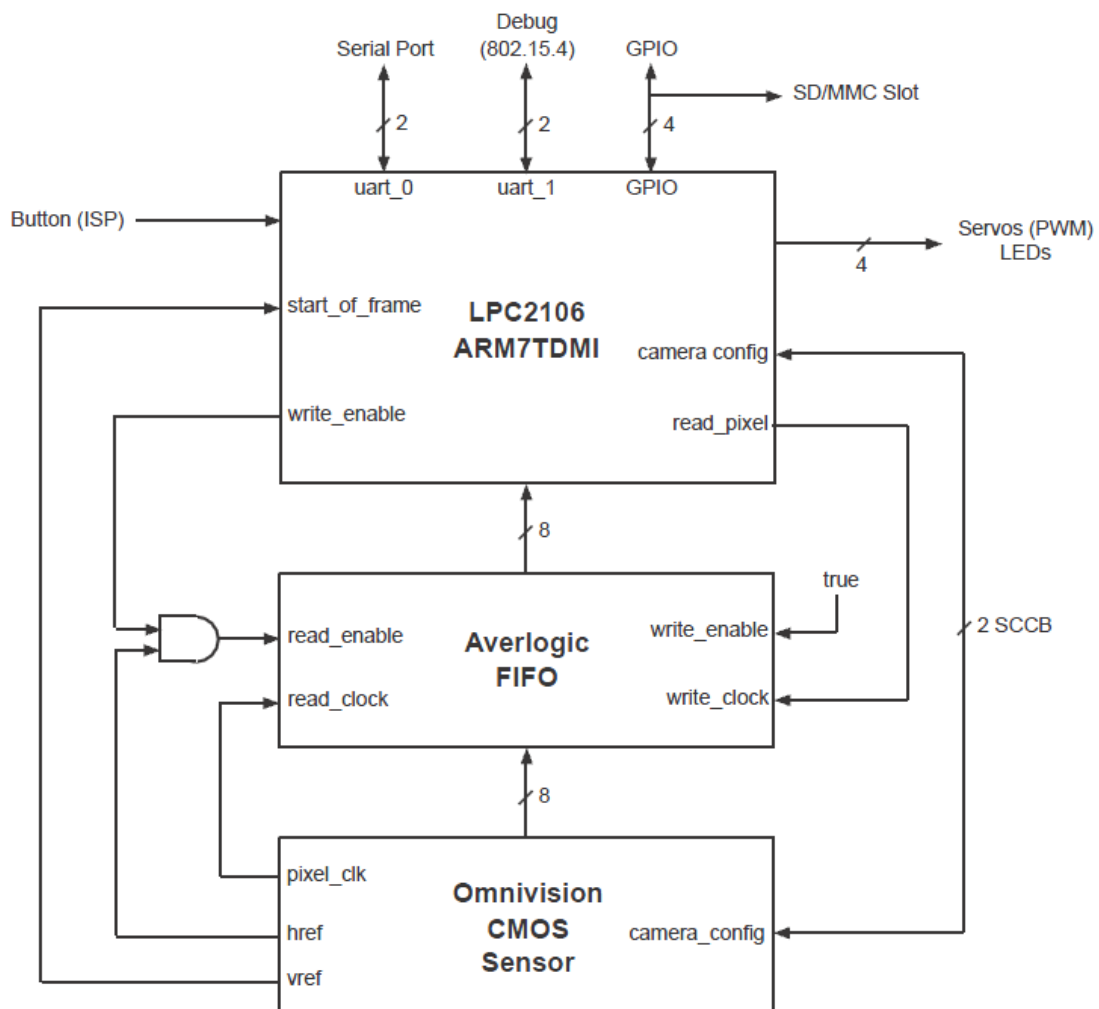 Debug
Serial Port
(802.15.4)
GPIO
SD/MMC Slot
2
2
4
uart_0
uart_1
GPIO
Button (ISP)
Servos (PWM)
LEDs
4
start_of_frame
LPC2106
ARM7TDMI
camera config
write_enable
read_pixel
8
true
read_enable
write_enable
Averlogic
FIFO
2 SCCB
read_clock
write_clock
8
pixel_clk
Omnivision
CMOS
Sensor
href
camera_config
vref